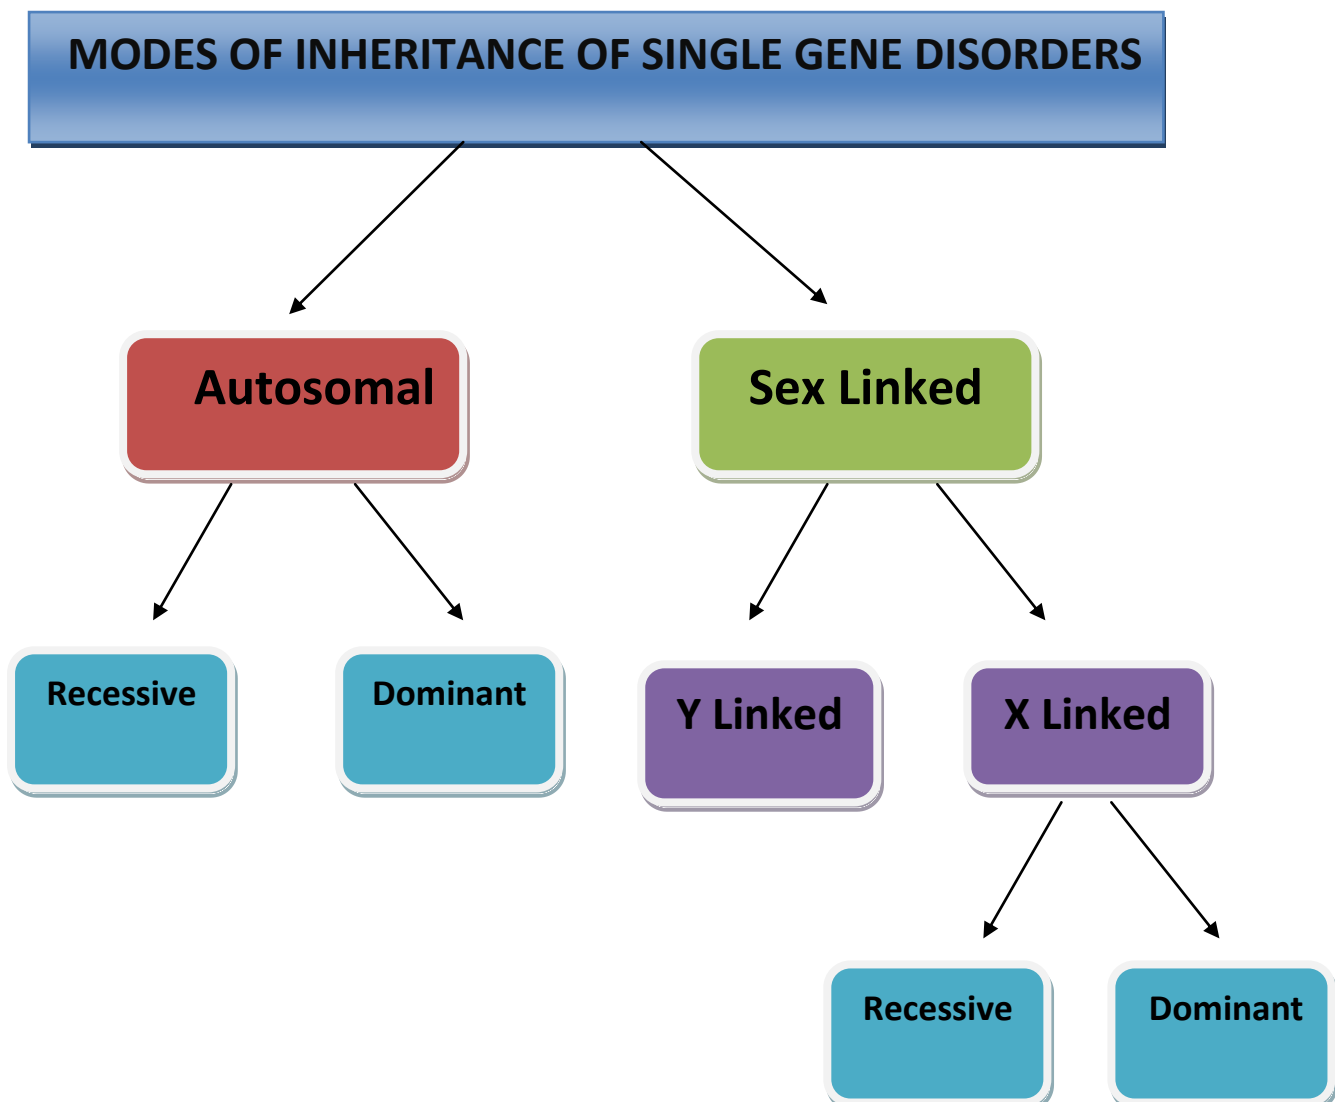 MODES OF INHERITANCE OF SINGLE GENE DISORDERS
Autosomal
Sex Linked
Recessive
Dominant
Y Linked
X Linked
Recessive
Dominant